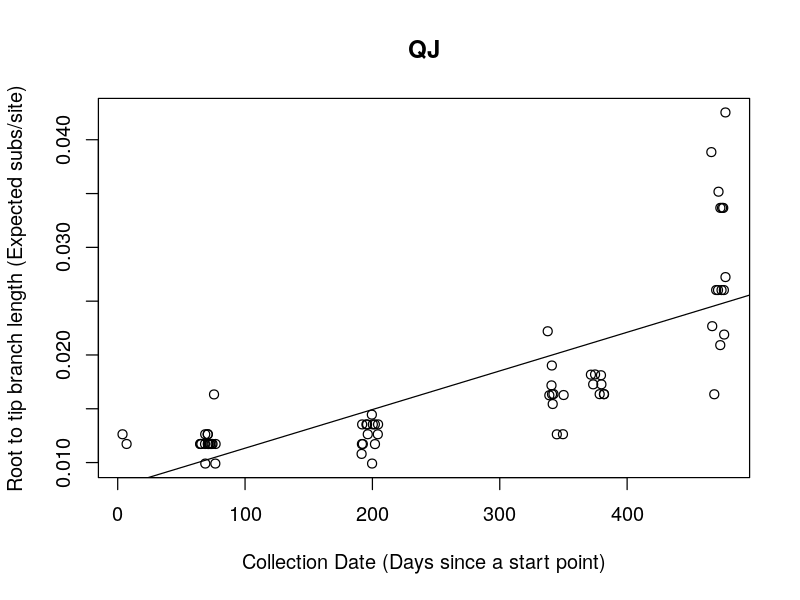 QJ
Root to tip branch length (Expected subs/site)
0.040
0.030
0.020
0.010
0 100 200 300 400
Collection Date (Days since a start point)